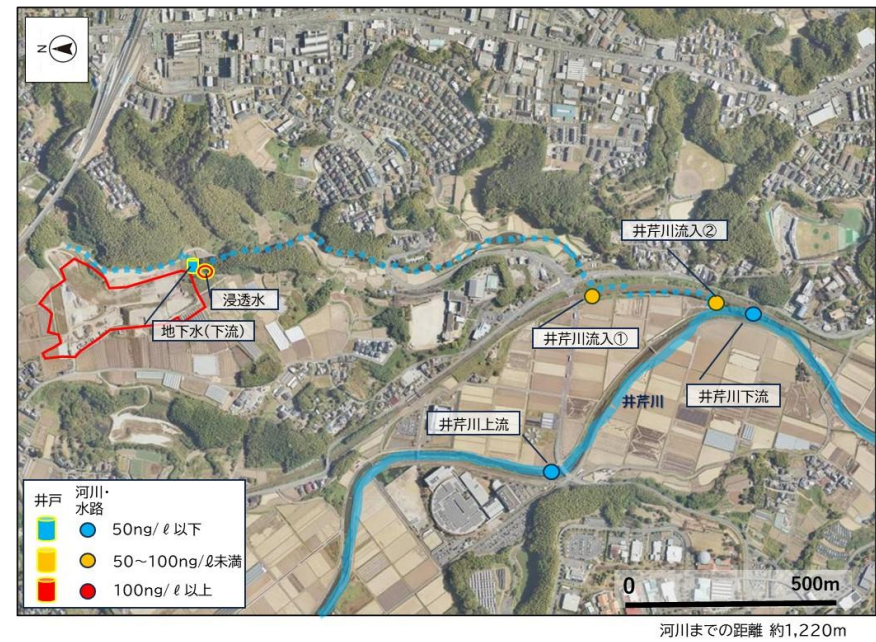 N
井芹川流入②
浸透水
地下水(下流)
井芹川流入①
井芹川下流
井芹川
井芹川上流
井戸
河川・
水路
50ng/ℓ以下
50～100ng/ℓ未満
100ng/ℓ以上
0 500m
河川までの距離 約1,220m